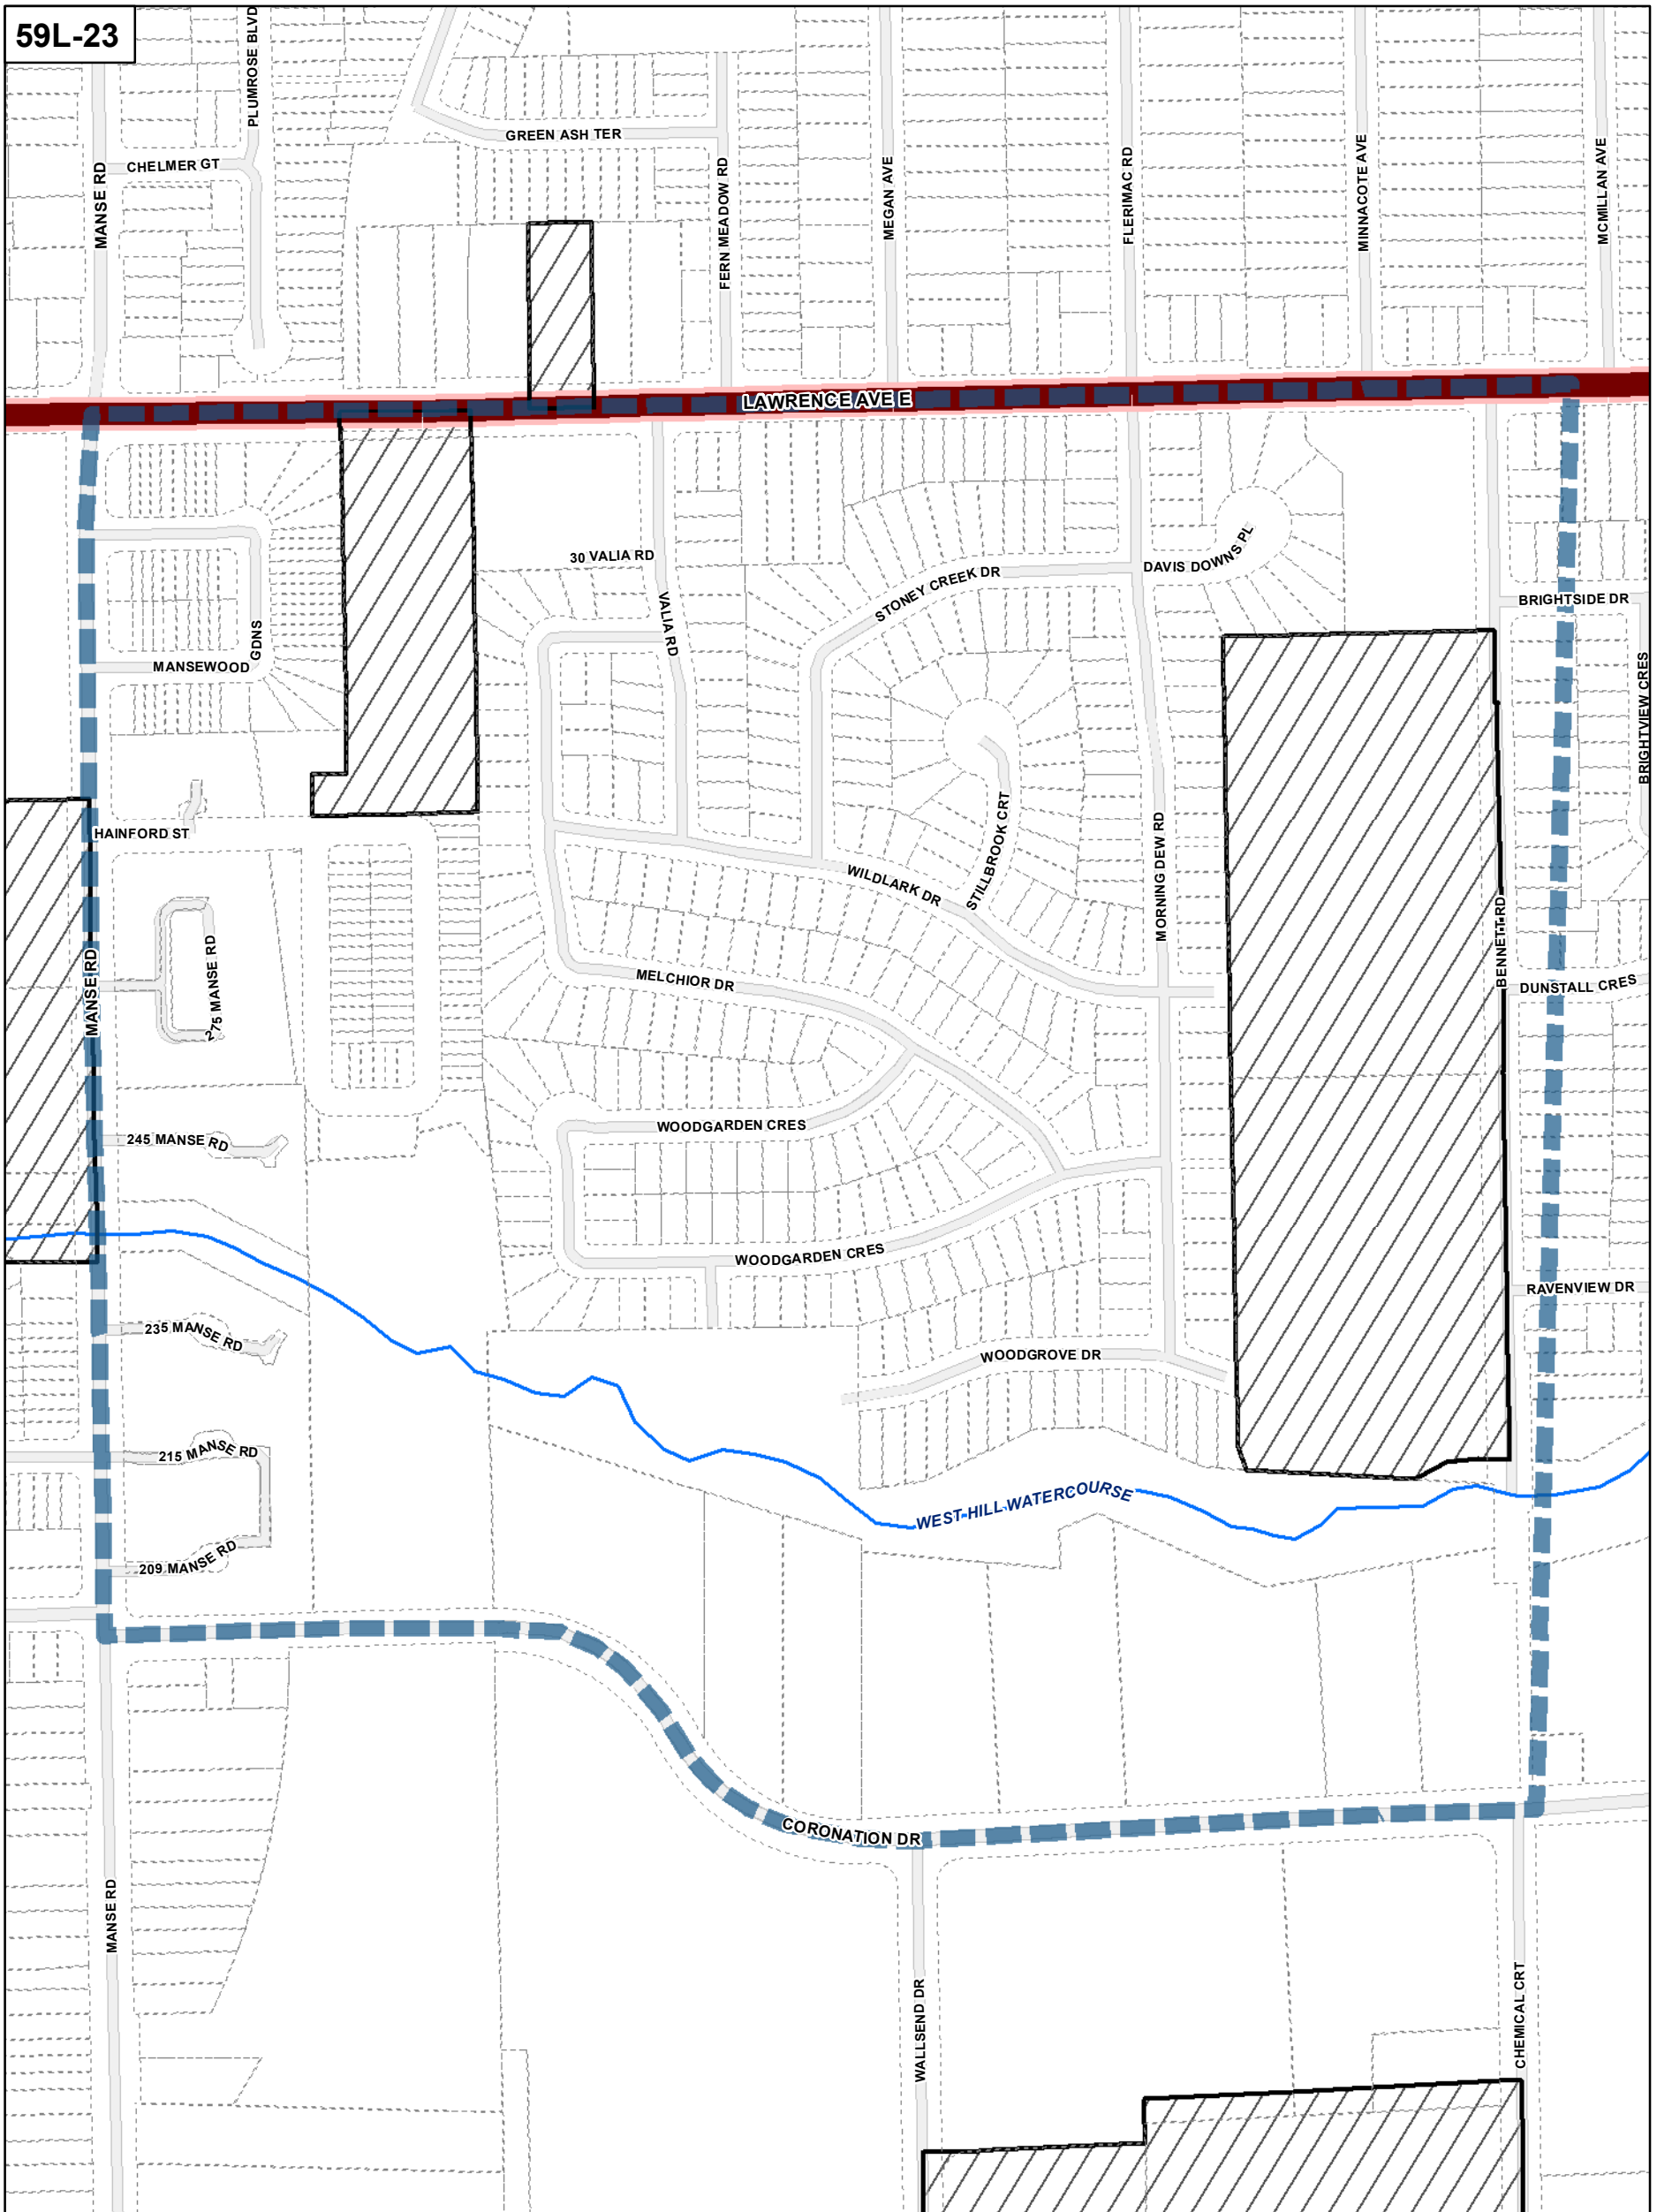 59L-23
PLUMROSE BLVD
GREEN ASH TER
CHELMER GT
MANSE RD
FERN MEADOW RD
MEGAN AVE
FLERIMAC RD
MINNACOTE AVE
MCMILLAN AVE
LAWRENCE AVE E
30 VALIA RD
VALIA RD
STONEY CREEK DR
DAVIS DOWNS PL
BRIGHTSIDE DR
MANSEWOOD GDNS
BRIGHTVIEW CRES
HAINFORD ST
STILLBROOK CRT
WILDLARK DR
MORNING DEW RD
BENNETT RD
MANSE RD
275 MANSE RD
MELCHIOR DR
DUNSTALL CRES
WOODGARDEN CRES
245 MANSE RD
WOODGARDEN CRES
RAVENVIEW DR
235 MANSE RD
WOODGROVE DR
215 MANSE RD
WEST HILL WATERCOURSE
209 MANSE RD
CORONATION DR
MANSE RD
WALLSEND DR
CHEMICAL CRT